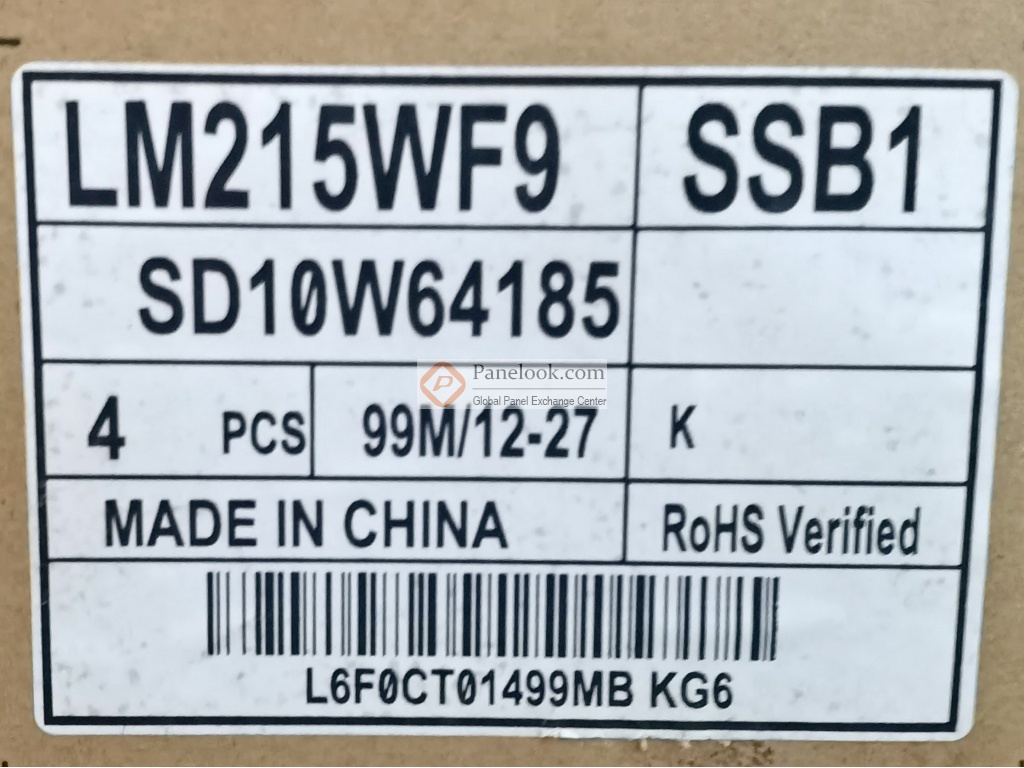 LM215WF9 SSB1
SD10W64185
Panelook.com
Global Panel Exchange Center
4 PCS 99M/12-27 K
MADE IN CHINA RoHS Verified
L6F0CT01499MB KG6